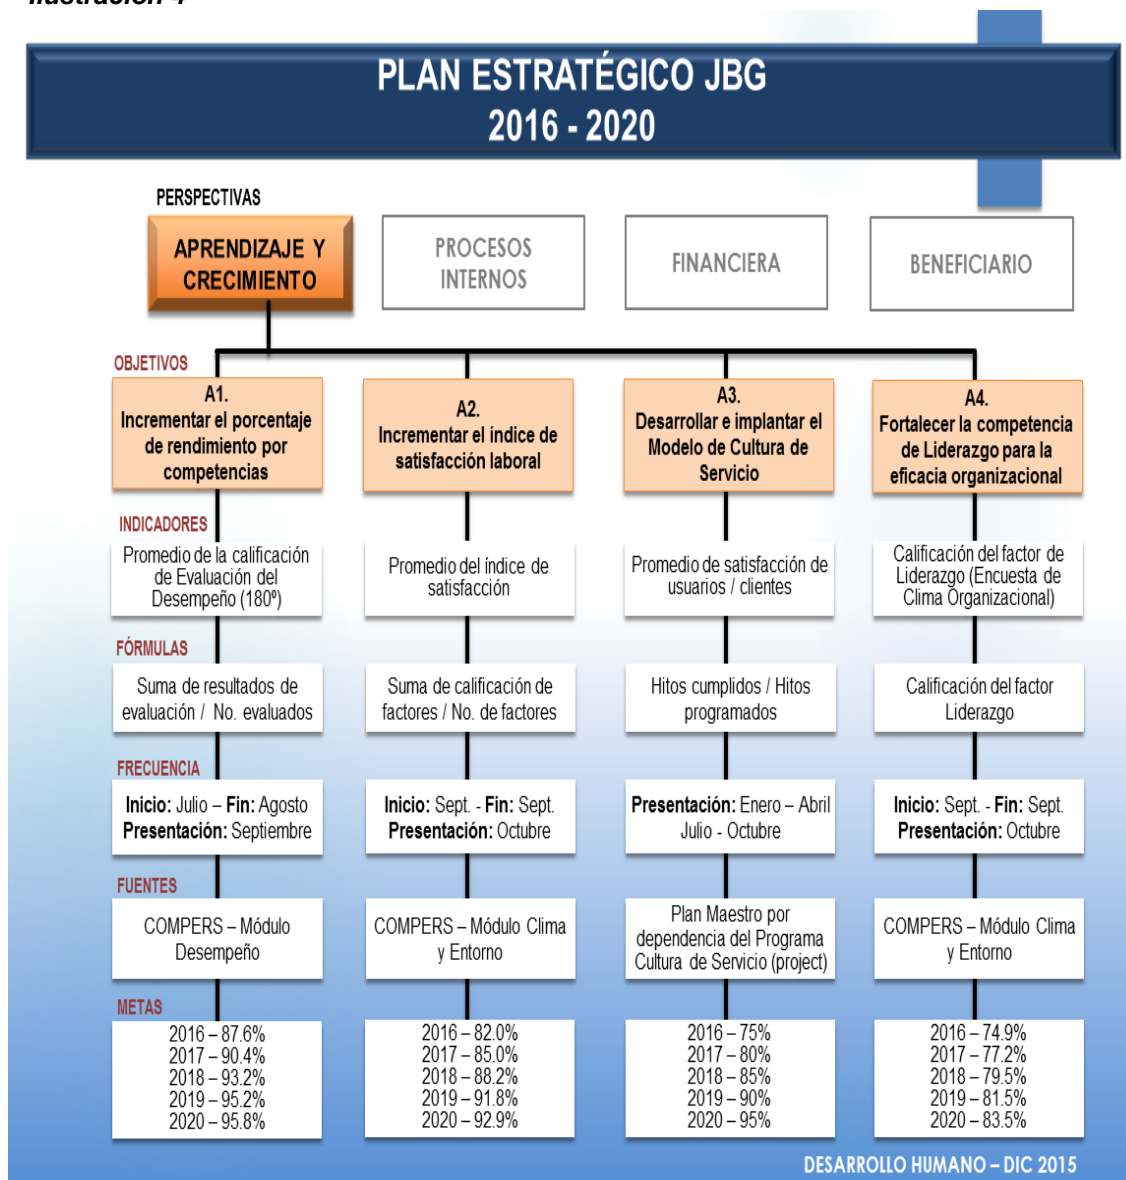 Ilustración 4
PLAN ESTRATÉGICO JBG
2016 - 2020
PERSPECTIVAS
APRENDIZAJE Y
CRECIMIENTO
PROCESOS
INTERNOS
FINANCIERA
BENEFICIARIO
OBJETIVOS
A1.
Incrementar el porcentaje
de rendimiento por
competencias
A2.
Incrementar el índice de
satisfacción laboral
A3.
Desarrollar e implantar el
Modelo de Cultura de
Servicio
A4.
Fortalecer la competencia
de Liderazgo para la
eficacia organizacional
INDICADORES
Promedio de la calificación
de Evaluación del
Desempeño (180º)
Promedio del índice de
satisfacción
Promedio de satisfacción de
usuarios / clientes
Calificación del factor de
Liderazgo (Encuesta de
Clima Organizacional)
FÓRMULAS
Suma de resultados de
evaluación / No. evaluados
Suma de calificación de
factores / No. de factores
Hitos cumplidos / Hitos
programados
Calificación del factor
Liderazgo
FRECUENCIA
Inicio: Julio – Fin: Agosto
Presentación: Septiembre
Inicio: Sept. - Fin: Sept.
Presentación: Octubre
Presentación: Enero – Abril
Julio - Octubre
Inicio: Sept. - Fin: Sept.
Presentación: Octubre
FUENTES
COMPERS – Módulo
Desempeño
COMPERS – Módulo Clima
y Entorno
Plan Maestro por
dependencia del Programa
Cultura de Servicio (project)
COMPERS – Módulo Clima
y Entorno
METAS
2016 – 87.6%
2017 – 90.4%
2018 – 93.2%
2019 – 95.2%
2020 – 95.8%
2016 – 82.0%
2017 – 85.0%
2018 – 88.2%
2019 – 91.8%
2020 – 92.9%
2016 – 75%
2017 – 80%
2018 – 85%
2019 – 90%
2020 – 95%
2016 – 74.9%
2017 – 77.2%
2018 – 79.5%
2019 – 81.5%
2020 – 83.5%
DESARROLLO HUMANO – DIC 2015